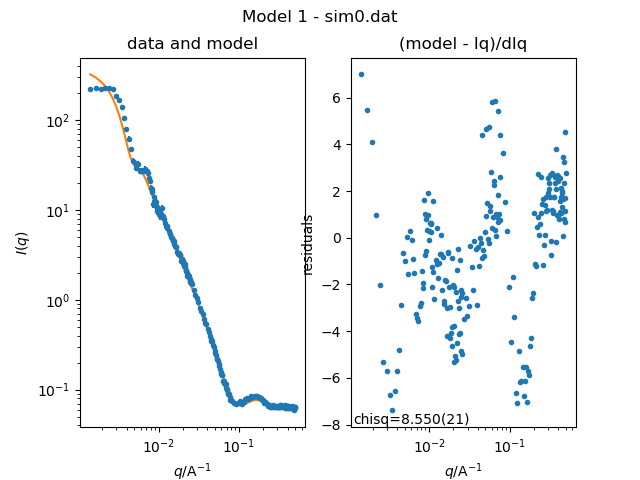 Model 1 - sim0.dat
data and model
(model - Iq)/dIq
10²
10¹
10⁰
10⁻¹
I(q)
10⁻²
10⁻¹
q/A⁻¹
6
4
2
0
−2
−4
−6
−8
residuals
chisq=8.550(21)
10⁻²
10⁻¹
q/A⁻¹